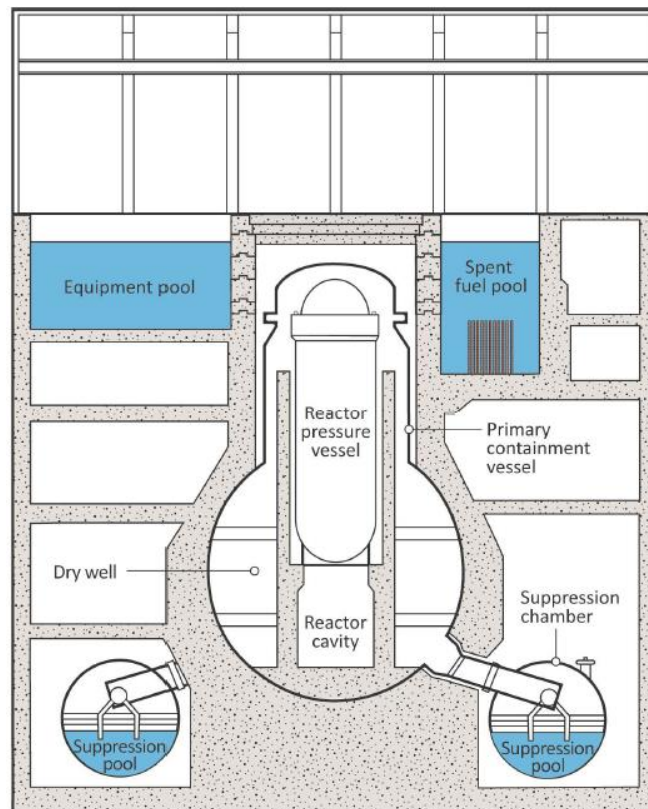 Equipment pool
Spent
fuel pool
Reactor
pressure
vessel
Primary
containment
vessel
Dry well
Suppression
chamber
Reactor
cavity
Suppression
pool
Suppression
pool